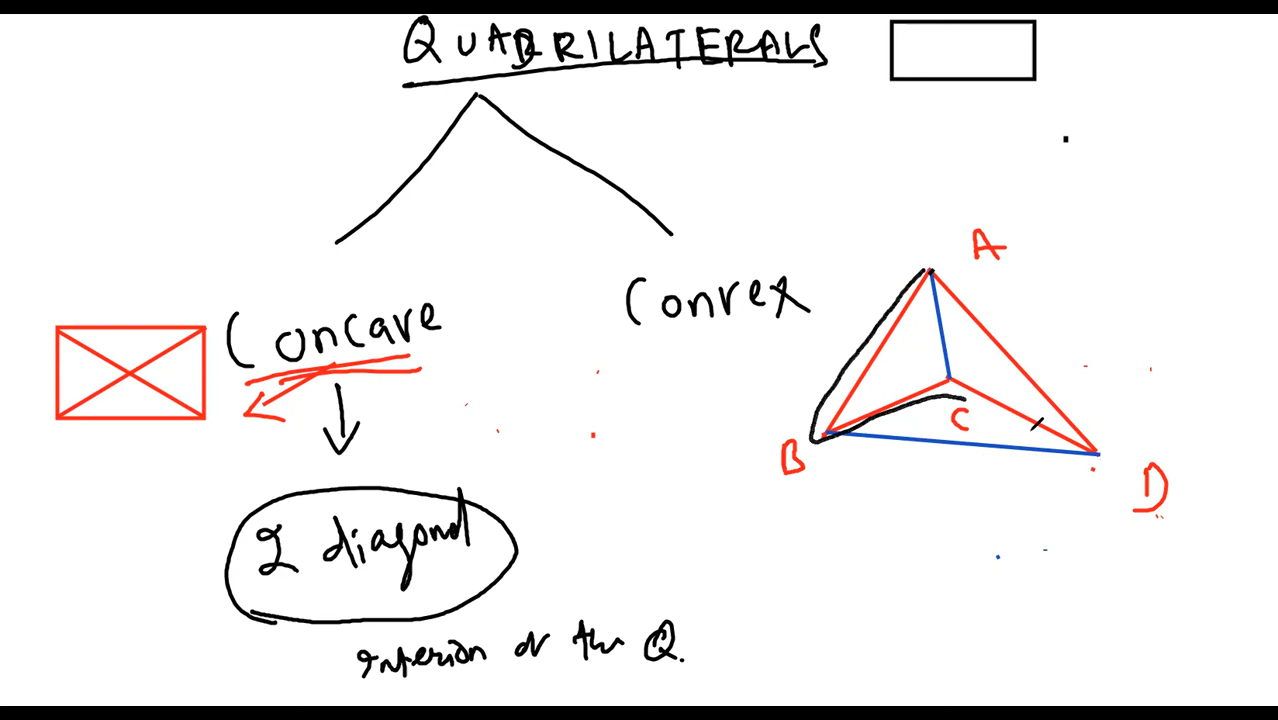 QUADRILATERALS
Concave
Convex
A
B
C
D
2 diagonal
interior of the Q.